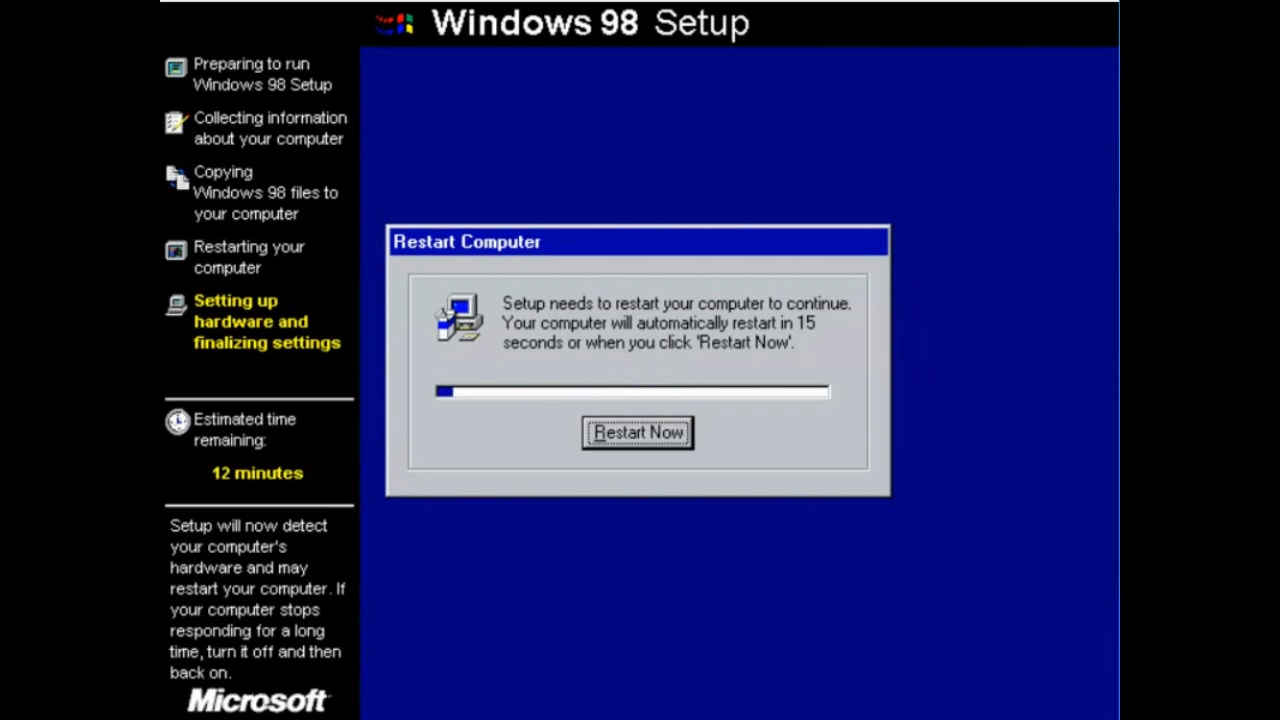 Windows 98 Setup
Preparing to run
Windows 98 Setup
Collecting information
about your computer
Copying
Windows 98 files to
your computer
Restarting your
computer
Setting up
hardware and
finalizing settings
Estimated time
remaining:
12 minutes
Setup will now detect
your computer's
hardware and may
restart your computer. If
your computer stops
responding for a long
time, turn it off and then
back on.
Microsoft
Restart Computer
Setup needs to restart your computer to continue.
Your computer will automatically restart in 15
seconds or when you click 'Restart Now'.
Restart Now